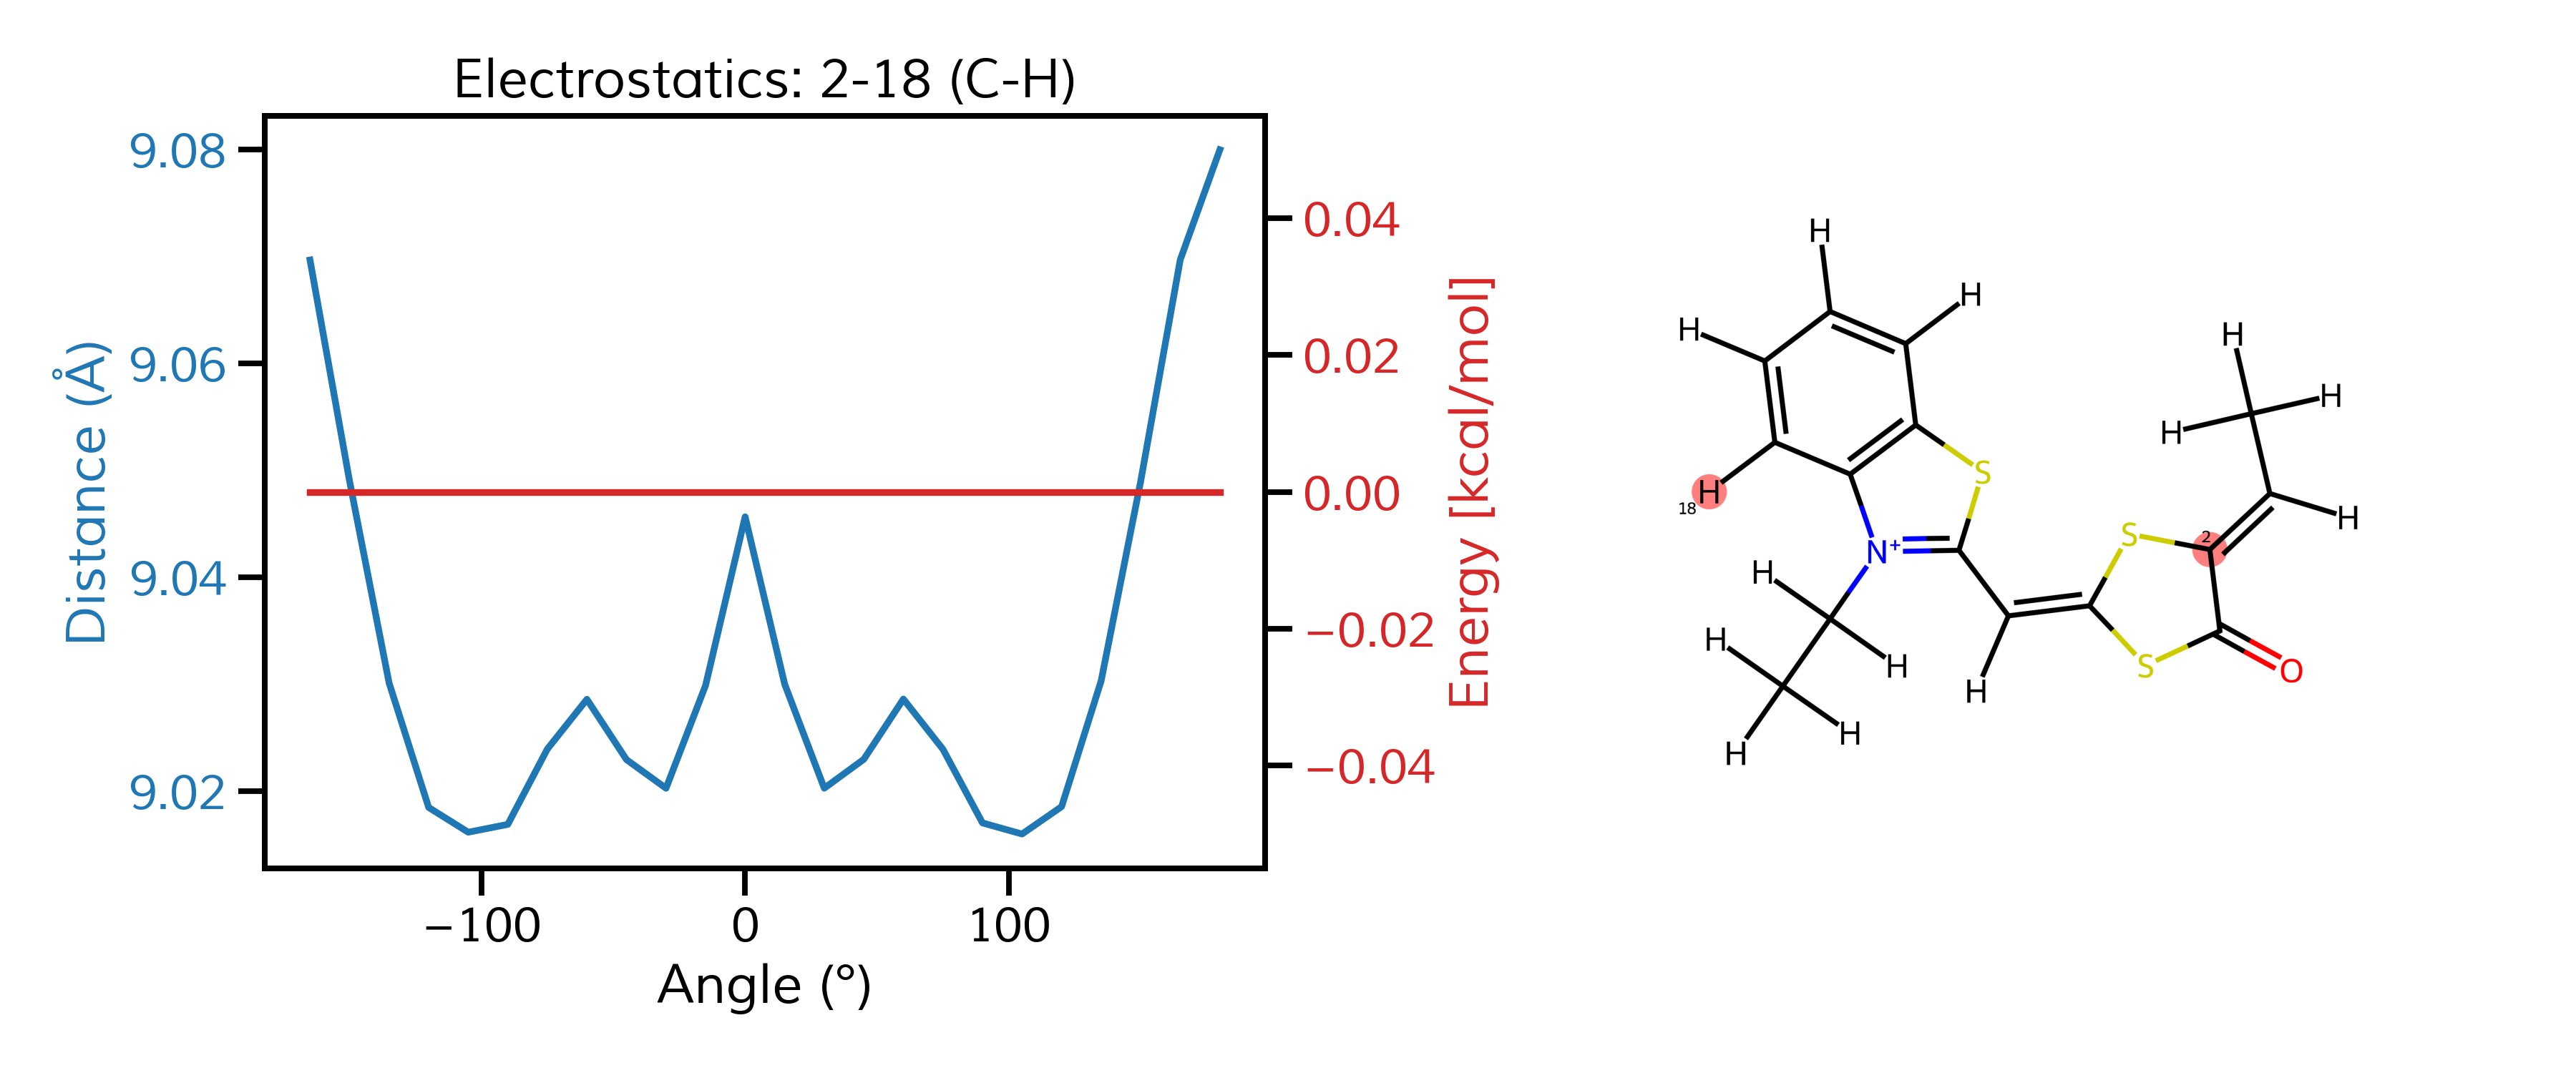 Electrostatics: 2-18 (C-H)
9.08
9.06
9.04
9.02
Distance (Å)
0.04
0.02
0.00
−0.02
−0.04
Energy [kcal/mol]
−100
0
100
Angle (°)
H
H
H
H
H
H
H
S
H
18
H
S
2
N+
H
H
H
S
O
H
H
H